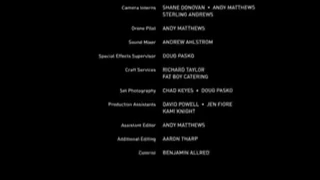 Camera Interns SHANE DONOVAN • ANDY MATTHEWS
STERLING ANDREWS
Drone Pilot ANDY MATTHEWS
Sound Mixer ANDREW AHLSTROM
Special Effects Supervisor DOUG PASKO
Craft Services RICHARD TAYLOR
FAT BOY CATERING
Set Photography CHAD KEYES • DOUG PASKO
Production Assistants DAVID POWELL • JEN FIORE
KAMI KNIGHT
Assistant Editor ANDY MATTHEWS
Additional Editing AARON THARP
Colorist BENJAMIN ALLRED